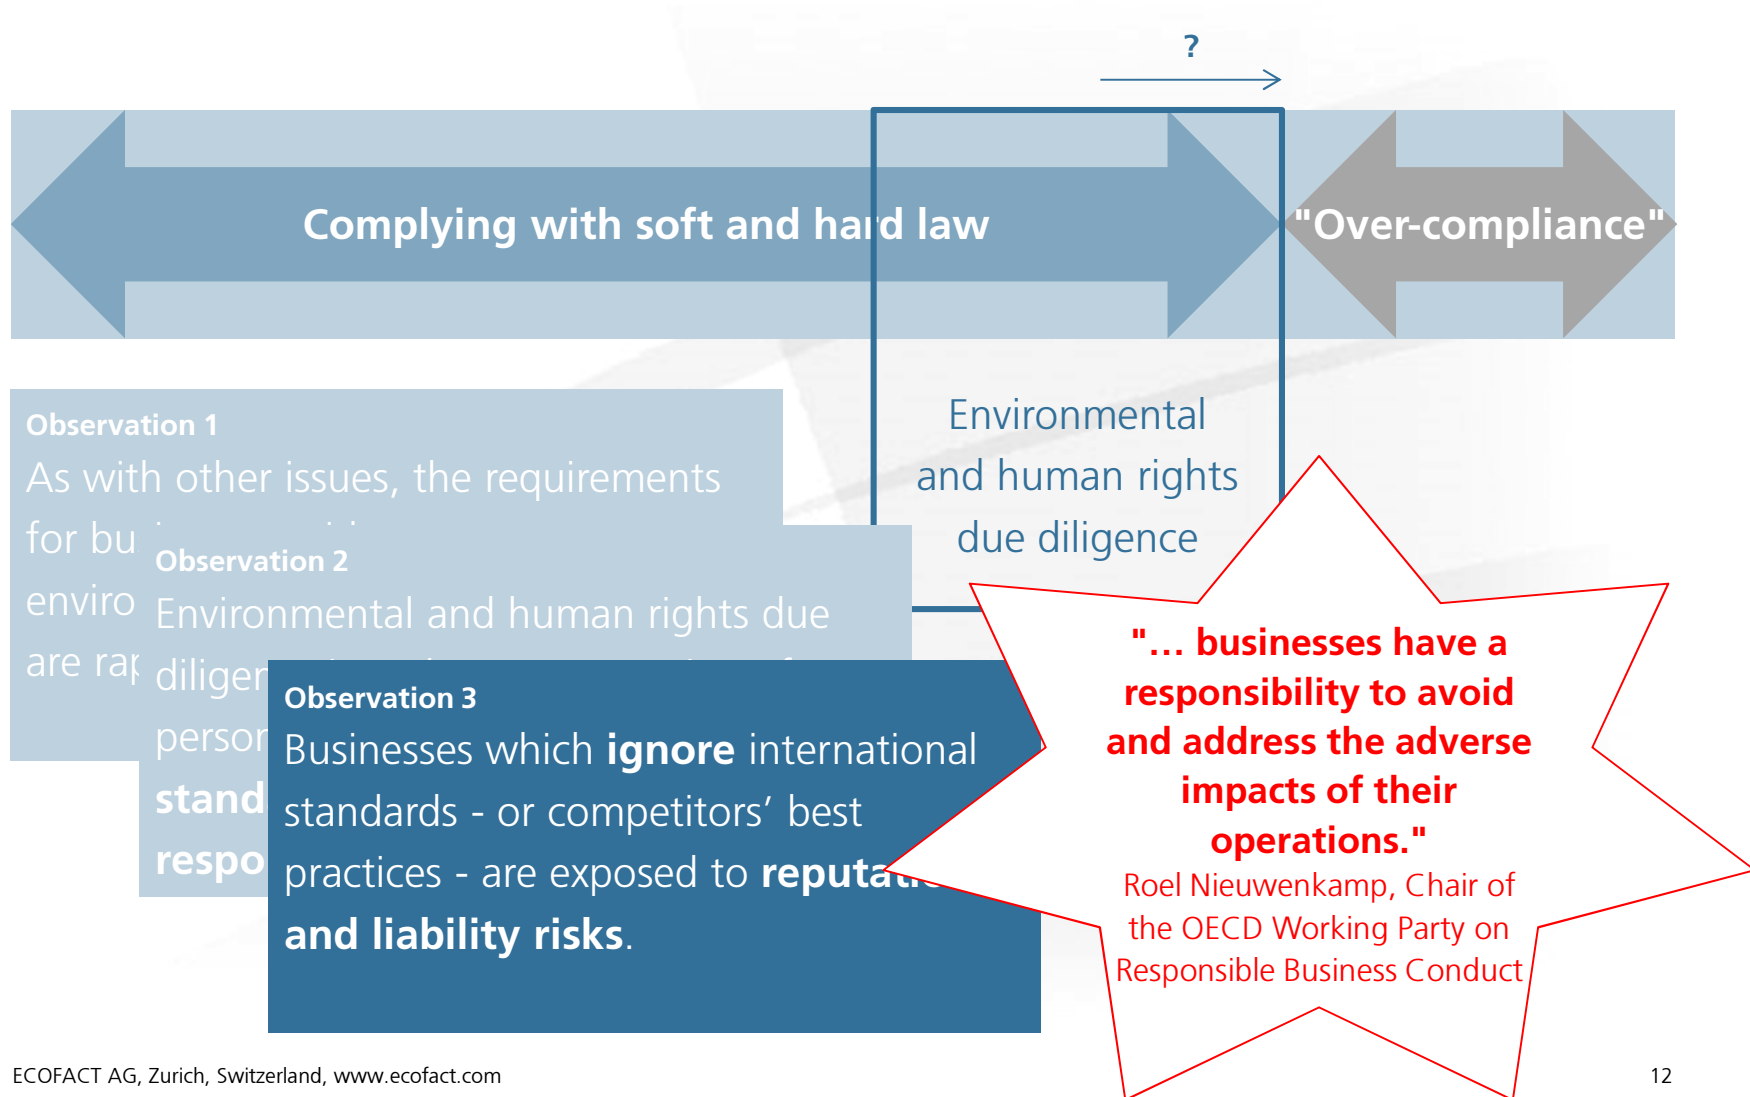 ?
Complying with soft and hard law
"Over-compliance"
Environmental
and human rights
due diligence
Observation 1
As with other issues, the requirements
for bu
enviro
are rap
Observation 2
Environmental and human rights due
diligen
person
stand
respo
Observation 3
Businesses which ignore international
standards - or competitors’ best
practices - are exposed to
and liability risks.
"... businesses have a
responsibility to avoid
and address the adverse
impacts of their
operations."
Roel Nieuwenkamp, Chair of
the OECD Working Party on
Responsible Business Conduct
ECOFACT AG, Zurich, Switzerland, www.ecofact.com
12